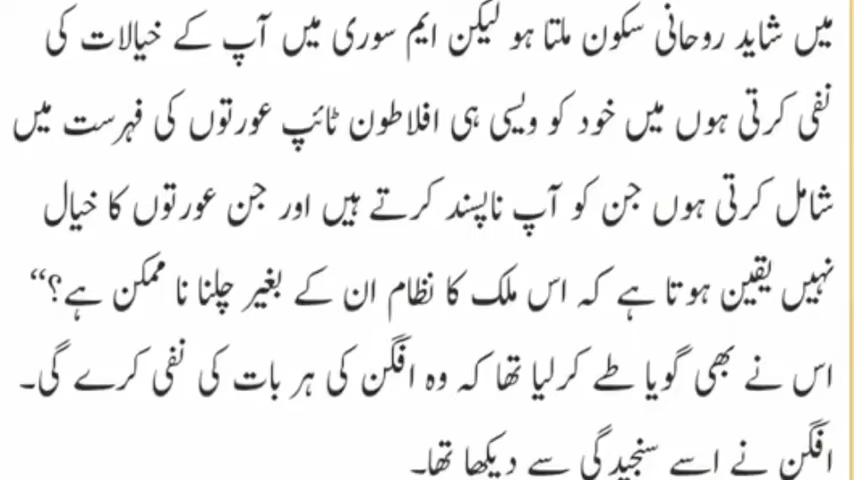 میں شاید روحانی سکون ملتا ہو لیکن ایم سوری میں آپ کے خیالات کی
نفی کرتی ہوں میں خود کو ویسی ہی افلاطون ٹائپ عورتوں کی فہرست میں
شامل کرتی ہوں جن کو آپ ناپسند کرتے ہیں اور جن عورتوں کا خیال
نہیں یقین ہوتا ہے کہ اس ملک کا نظام ان کے بغیر چلنا نا ممکن ہے؟“
اس نے بھی گویا طے کرلیا تھا کہ وہ افگن کی ہر بات کی نفی کرے گی۔
افگن نے اسے سنجیدگی سے دیکھا تھا۔